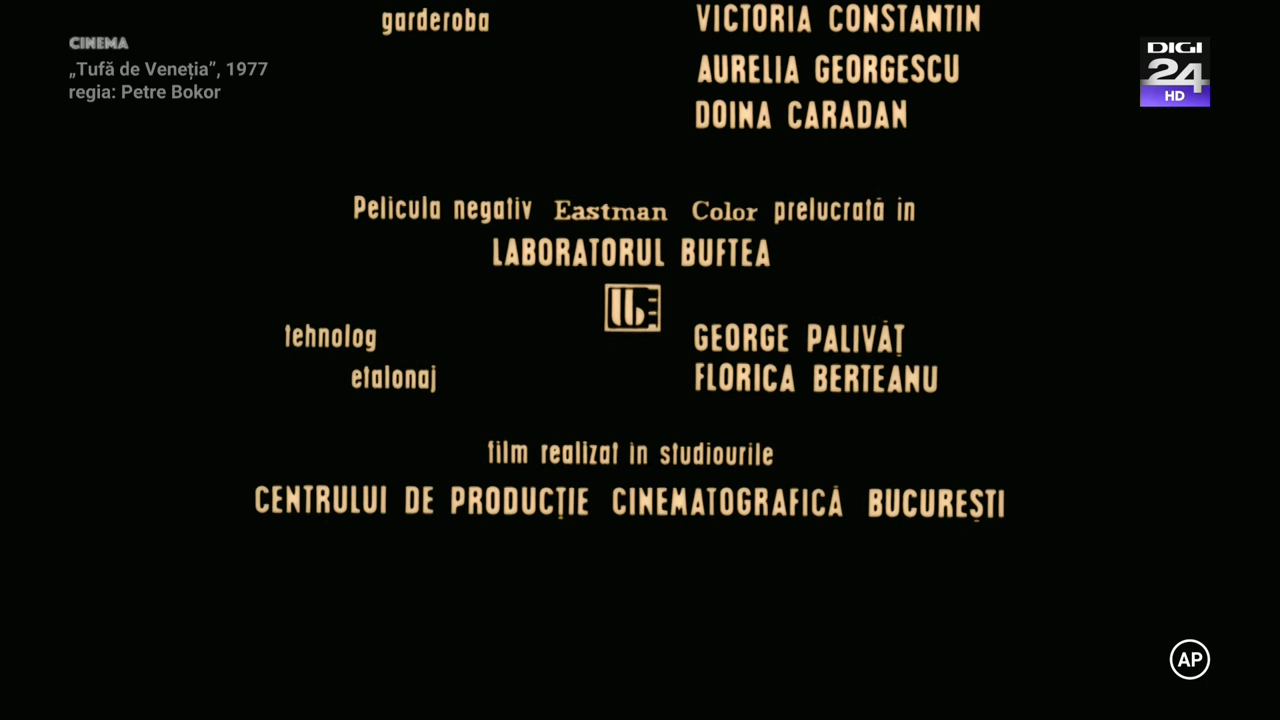 garderoba VICTORIA CONSTANTIN
CINEMA
„Tufă de Veneția”, 1977
regia: Petre Bokor
DIGI
24
HD
AURELIA GEORGESCU
DOINA CARADAN
Pelicula negativ Eastman Color prelucrată în
LABORATORUL BUFTEA
tehnolog GEORGE PALIVĂȚ
etalonaj FLORICA BERTEANU
film realizat în studiourile
CENTRULUI DE PRODUCȚIE CINEMATOGRAFICĂ BUCUREȘTI
AP